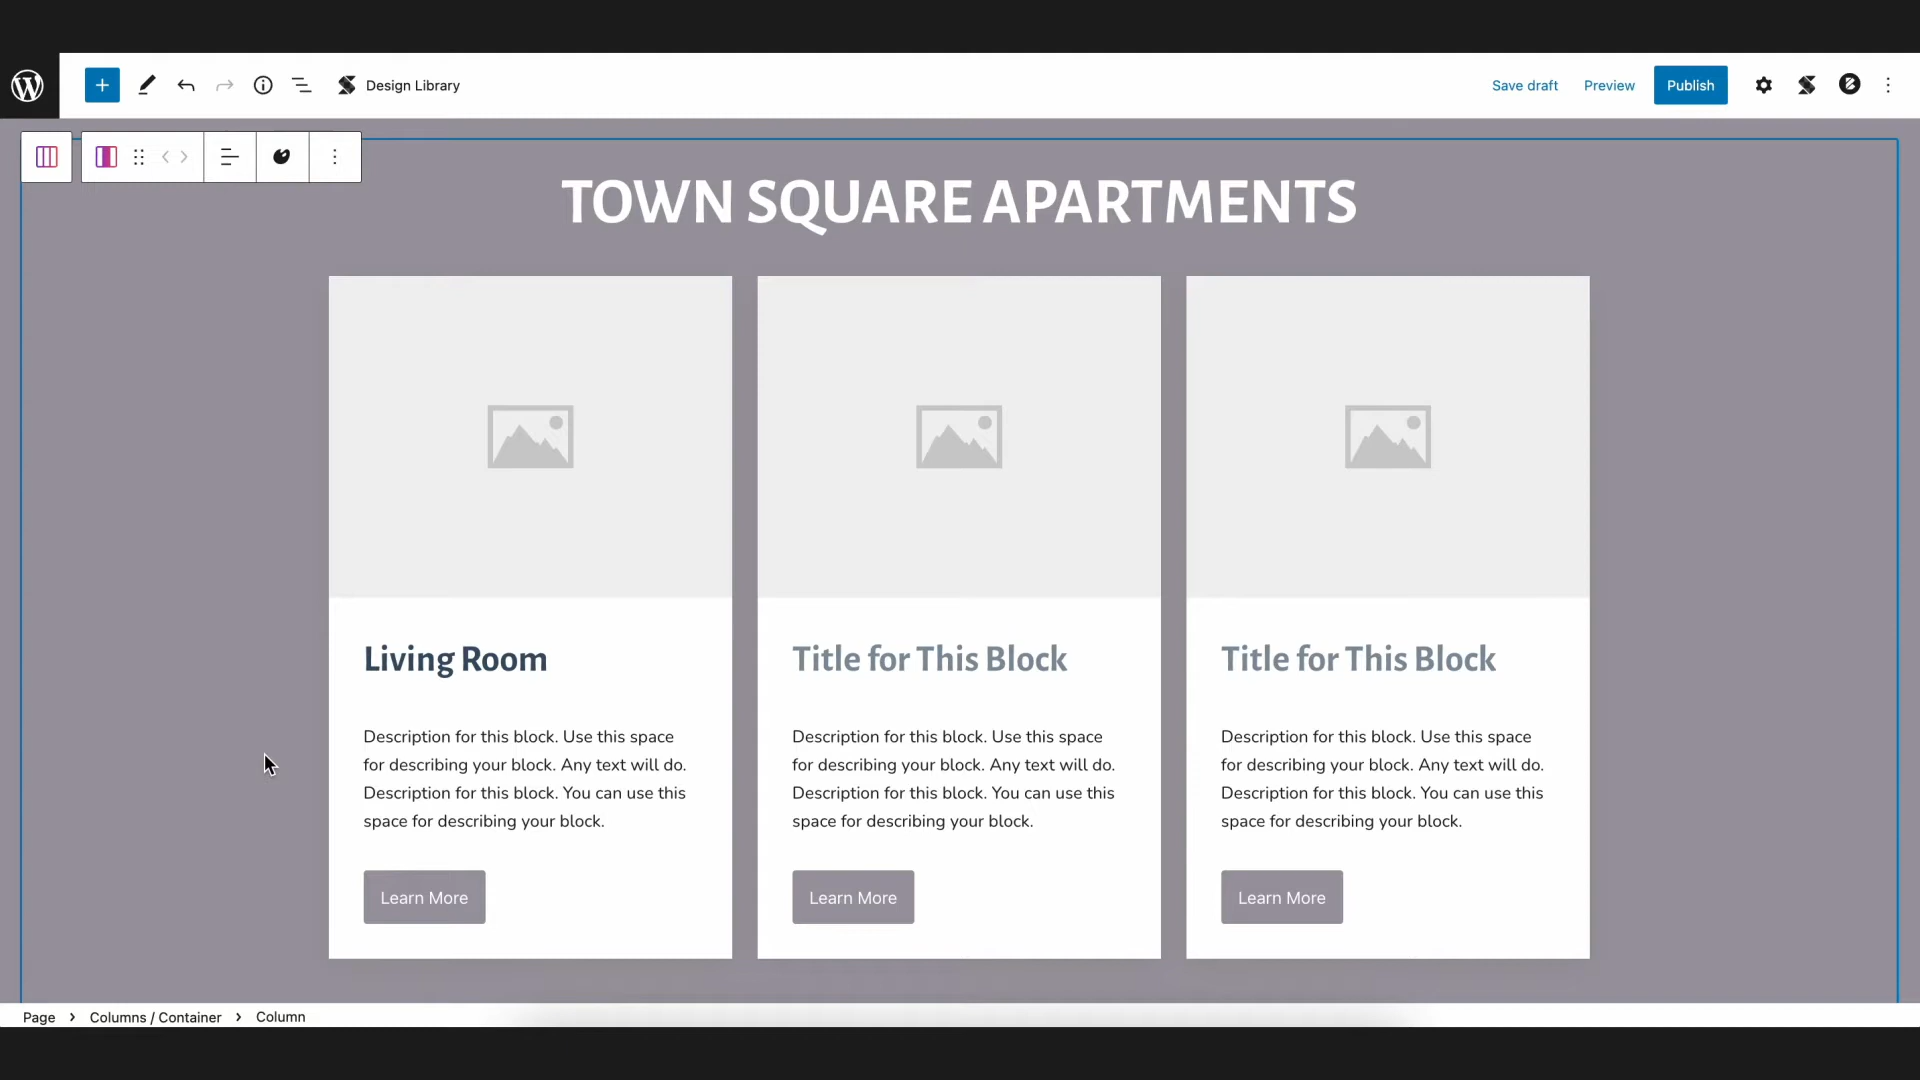 Design Library
Save draft
Preview
Publish
TOWN SQUARE APARTMENTS
Living Room
Description for this block. Use this space
for describing your block. Any text will do.
Description for this block. You can use this
space for describing your block.
Learn More
Title for This Block
Description for this block. Use this space
for describing your block. Any text will do.
Description for this block. You can use this
space for describing your block.
Learn More
Title for This Block
Description for this block. Use this space
for describing your block. Any text will do.
Description for this block. You can use this
space for describing your block.
Learn More
Page > Columns / Container > Column